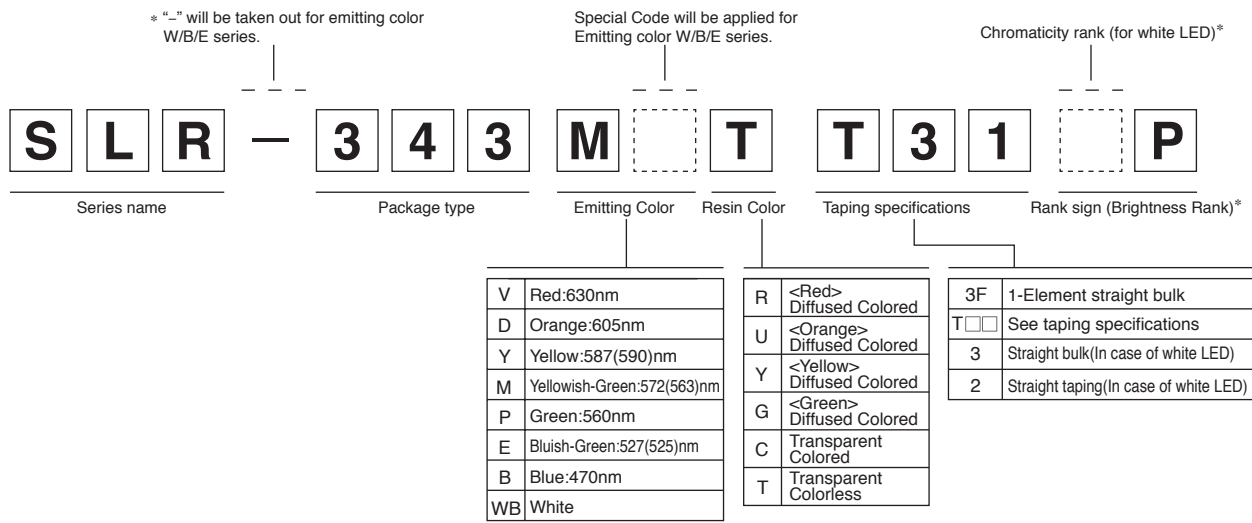 * “–” will be taken out for emitting color
W/B/E series.
Special Code will be applied for
Emitting color W/B/E series.
Chromaticity rank (for white LED)*
S L R – 3 4 3 M T T 3 1 P
Series name
Package type
Emitting Color
Resin Color
Taping specifications
Rank sign (Brightness Rank)*
V Red:630nm
D Orange:605nm
Y Yellow:587(590)nm
M Yellowish-Green:572(563)nm
P Green:560nm
E Bluish-Green:527(525)nm
B Blue:470nm
WB White
R <Red>
Diffused Colored
U <Orange>
Diffused Colored
Y <Yellow>
Diffused Colored
G <Green>
Diffused Colored
C Transparent
Colored
T Transparent
Colorless
3F 1-Element straight bulk
T□□ See taping specifications
3 Straight bulk(In case of white LED)
2 Straight taping(In case of white LED)